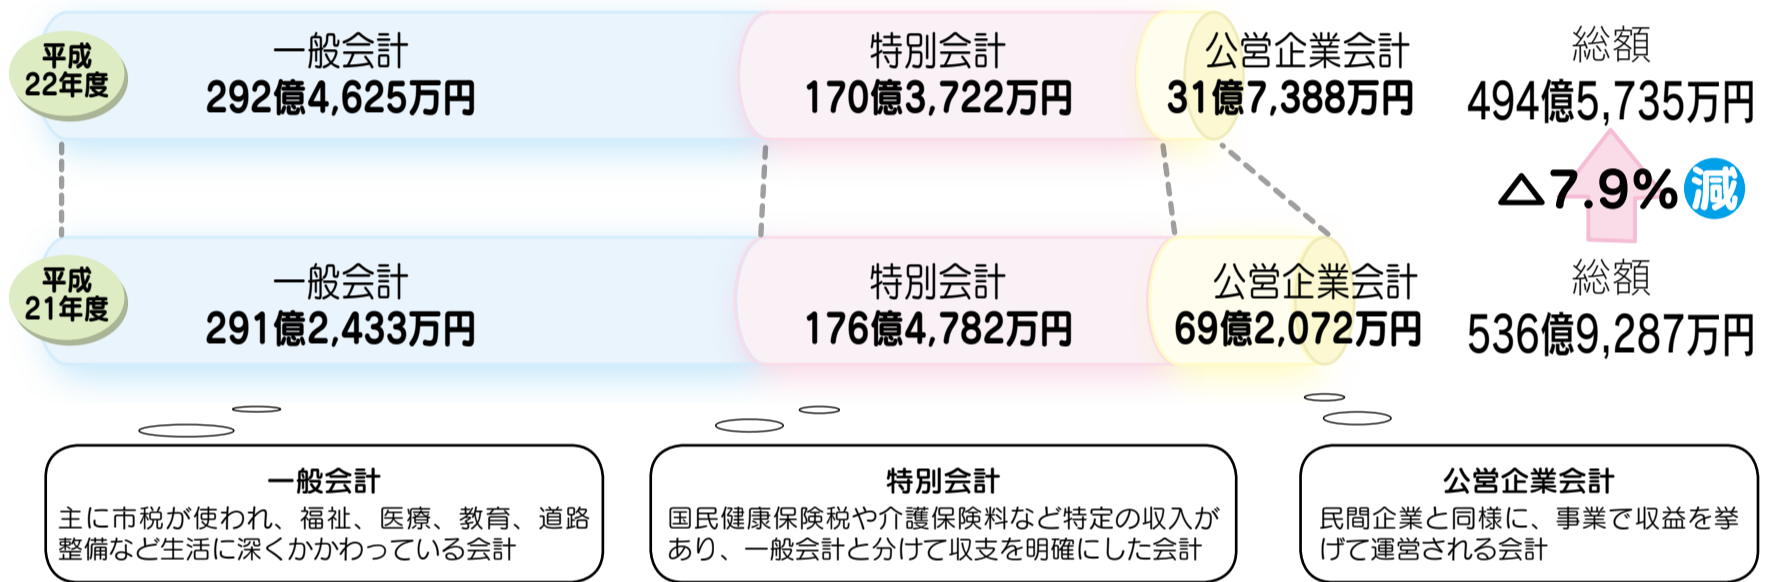 平成
22年度
一般会計
292億4,625万円
特別会計
170億3,722万円
公営企業会計
31億7,388万円
総額
494億5,735万円
△7.9% 減
平成
21年度
一般会計
291億2,433万円
特別会計
176億4,782万円
公営企業会計
69億2,072万円
総額
536億9,287万円
一般会計
主に市税が使われ、福祉、医療、教育、道路
整備など生活に深くかかわっている会計
特別会計
国民健康保険税や介護保険料など特定の収入が
あり、一般会計と分けて収支を明確にした会計
公営企業会計
民間企業と同様に、事業で収益を挙
げて運営される会計